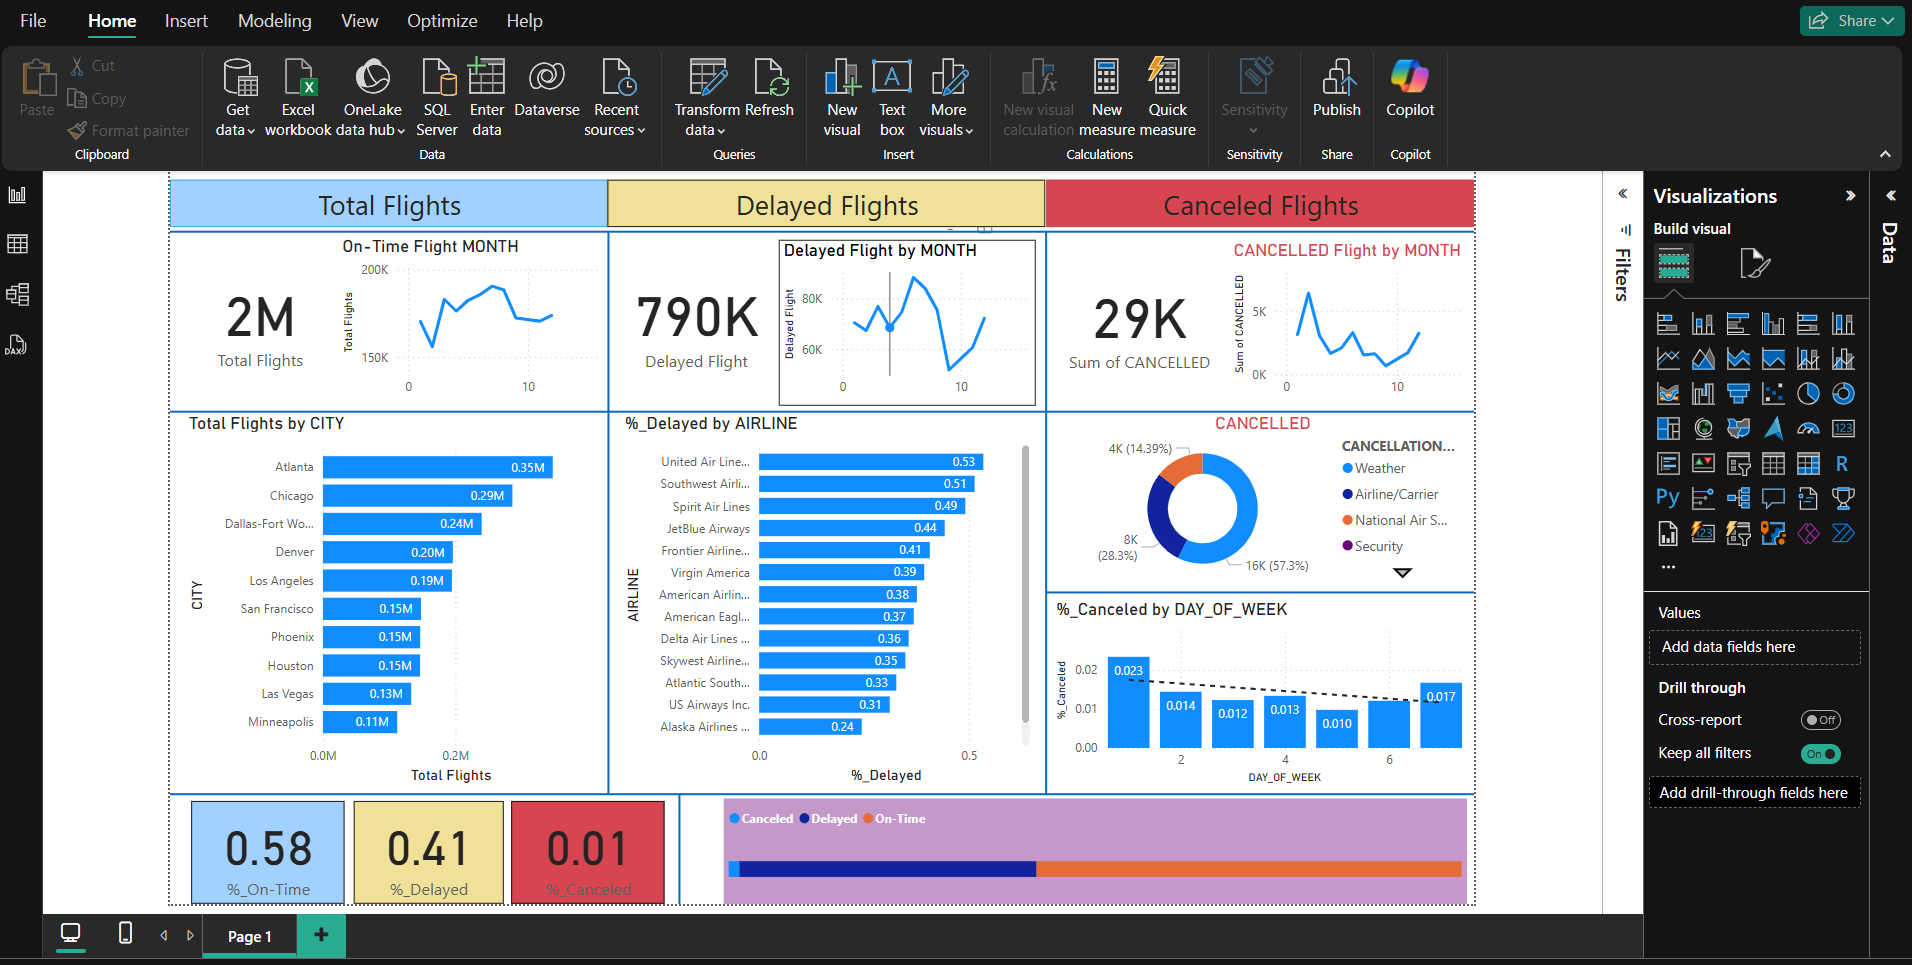 File Home Insert Modeling View Optimize Help Share
Paste
Cut
Copy
Format painter
Clipboard
Get data
Excel workbook
OneLake data hub
SQL Server
Enter data
Dataverse
Recent sources
Data
Transform data
Refresh
Queries
New visual
Text box
More visuals
Insert
New visual calculation
New measure
Quick measure
Calculations
Sensitivity
Sensitivity
Publish
Share
Copilot
Copilot
Total Flights
Delayed Flights
Canceled Flights
2M
Total Flights
On-Time Flight MONTH
Total Flights
200K
150K
0 10
790K
Delayed Flight
Delayed Flight by MONTH
Delayed Flight
80K
60K
0 10
29K
Sum of CANCELLED
CANCELLED Flight by MONTH
Sum of CANCELLED
5K
0K
0 10
Total Flights by CITY
CITY
Atlanta 0.35M
Chicago 0.29M
Dallas-Fort Wo... 0.24M
Denver 0.20M
Los Angeles 0.19M
San Francisco 0.15M
Phoenix 0.15M
Houston 0.15M
Las Vegas 0.13M
Minneapolis 0.11M
0.0M 0.2M
Total Flights
%_Delayed by AIRLINE
AIRLINE
United Air Line... 0.53
Southwest Airli... 0.51
Spirit Air Lines 0.49
JetBlue Airways 0.44
Frontier Airline... 0.41
Virgin America 0.39
American Airlin... 0.38
American Eagl... 0.37
Delta Air Lines ... 0.36
Skywest Airline... 0.35
Atlantic South... 0.33
US Airways Inc. 0.31
Alaska Airlines ... 0.24
0.0 0.5
%_Delayed
CANCELLED
4K (14.39%)
8K
(28.3%)
16K (57.3%)
CANCELLATION...
Weather
Airline/Carrier
National Air S...
Security
%_Canceled by DAY_OF_WEEK
%_Canceled
0.02
0.01
0.00
0.023 0.014 0.012 0.013 0.010 0.017
2 4 6
DAY_OF_WEEK
0.58
%_On-Time
0.41
%_Delayed
0.01
%_Canceled
Canceled Delayed On-Time
Filters
Visualizations
Build visual
123
R
Py
123
...
Values
Add data fields here
Drill through
Cross-report Off
Keep all filters On
Add drill-through fields here
Data
DAX
Page 1